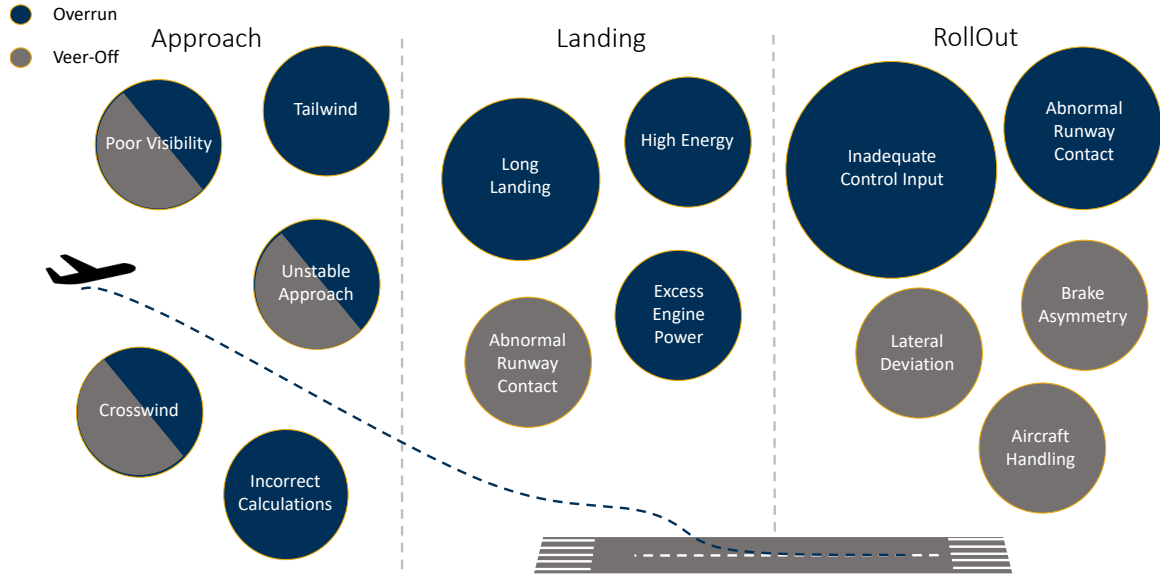 Overrun
Veer-Off
Approach
Landing
RollOut
Poor Visibility
Tailwind
Unstable
Approach
Crosswind
Incorrect
Calculations
Long
Landing
High Energy
Excess
Engine
Power
Abnormal
Runway
Contact
Inadequate
Control Input
Abnormal
Runway
Contact
Brake
Asymmetry
Lateral
Deviation
Aircraft
Handling